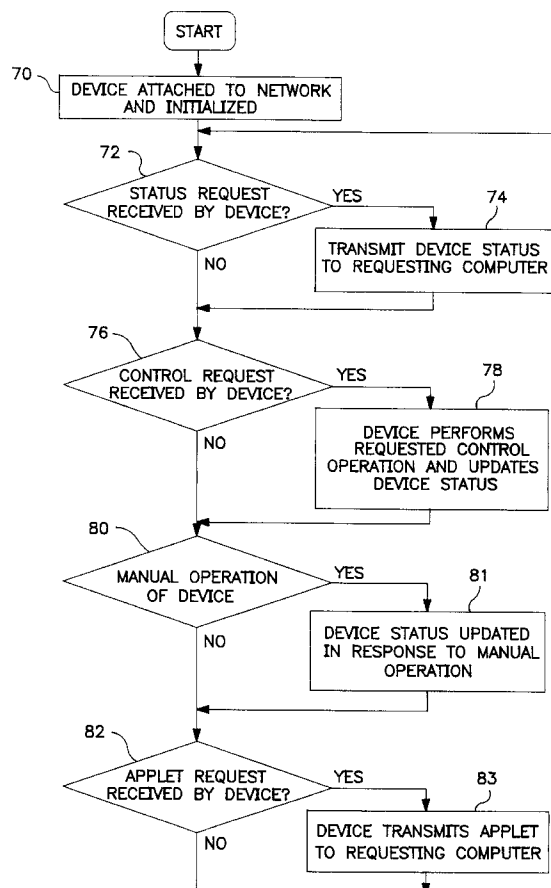 START
70
DEVICE ATTACHED TO NETWORK
AND INITIALIZED
72
STATUS REQUEST
RECEIVED BY DEVICE?
YES
74
TRANSMIT DEVICE STATUS
TO REQUESTING COMPUTER
NO
76
CONTROL REQUEST
RECEIVED BY DEVICE?
YES
78
DEVICE PERFORMS
REQUESTED CONTROL
OPERATION AND UPDATES
DEVICE STATUS
NO
80
MANUAL OPERATION
OF DEVICE
YES
81
DEVICE STATUS UPDATED
IN RESPONSE TO MANUAL
OPERATION
NO
82
APPLET REQUEST
RECEIVED BY DEVICE?
YES
83
DEVICE TRANSMITS APPLET
TO REQUESTING COMPUTER
NO